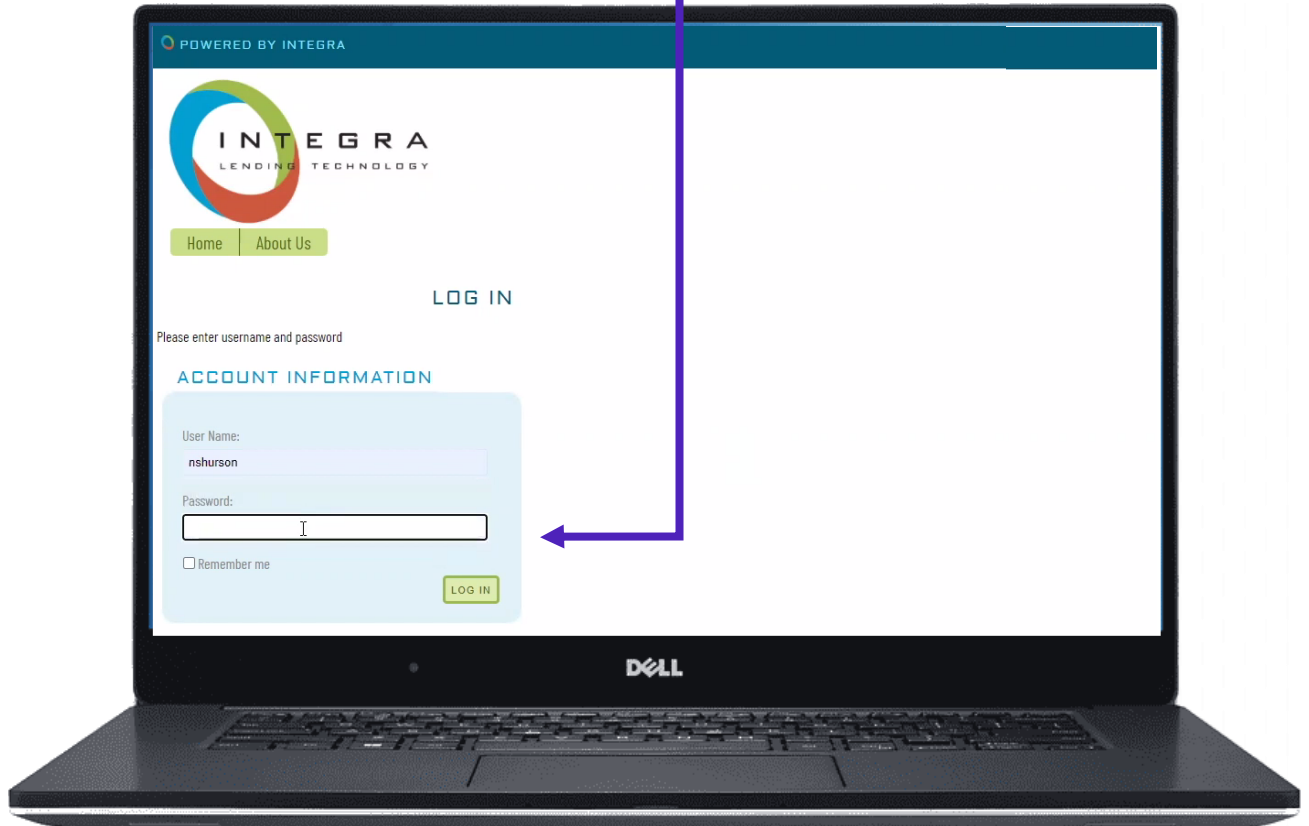 POWERED BY INTEGRA
INTEGRA
LENDING TECHNOLOGY
Home
About Us
LOG IN
Please enter username and password
ACCOUNT INFORMATION
User Name:
nshurson
Password:
Remember me
LOG IN
DELL